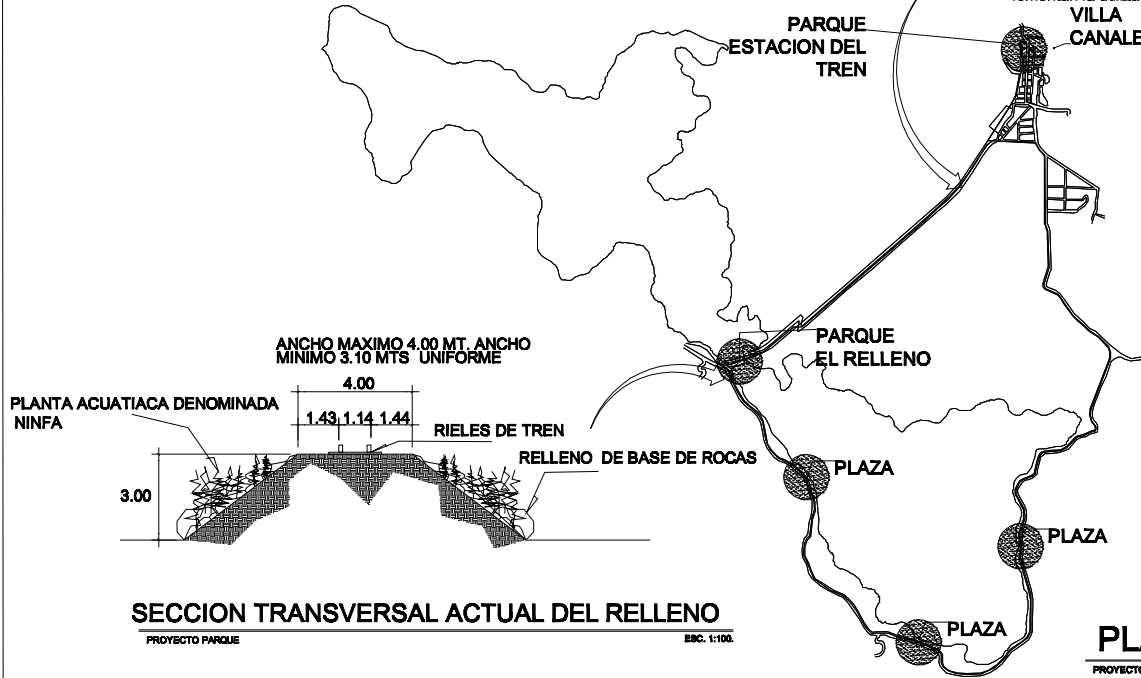 PARQUE
ESTACION DEL
TREN
VILLA
CANALE
ANCHO MAXIMO 4.00 MT. ANCHO
MINIMO 3.10 MTS UNIFORME
4.00
1.43 1.14 1.44
PLANTA ACUATIACA DENOMINADA
NINFA
RIELES DE TREN
RELLENO DE BASE DE ROCAS
3.00
PARQUE
EL RELLENO
PLAZA
PLAZA
PLAZA
SECCION TRANSVERSAL ACTUAL DEL RELLENO
PROYECTO PARQUE
ESC. 1:100.
PL
PROYECTO